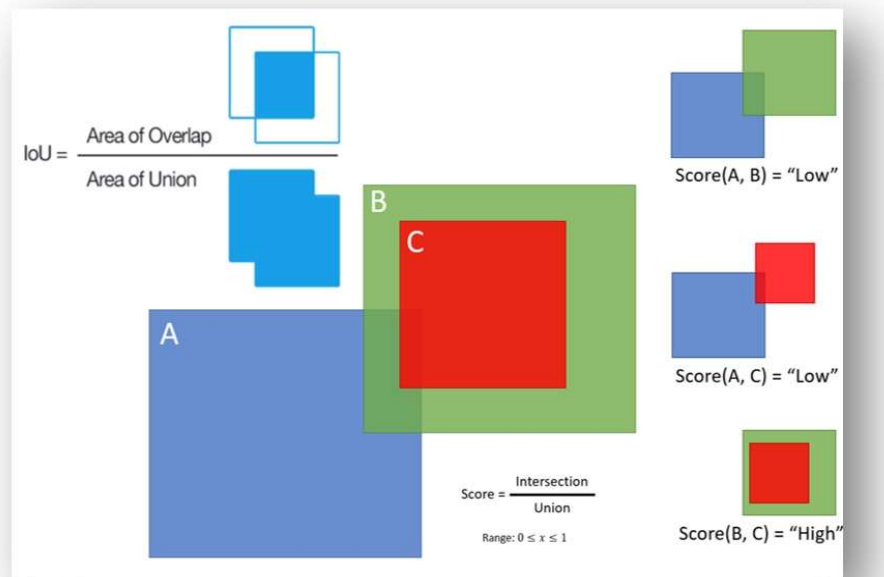 IoU =
Area of Overlap
Area of Union
A
B
C
Score(A, B) = “Low”
Score(A, C) = “Low”
Score(B, C) = “High”
Score =
Intersection
Union
Range: 0 ≤ x ≤ 1